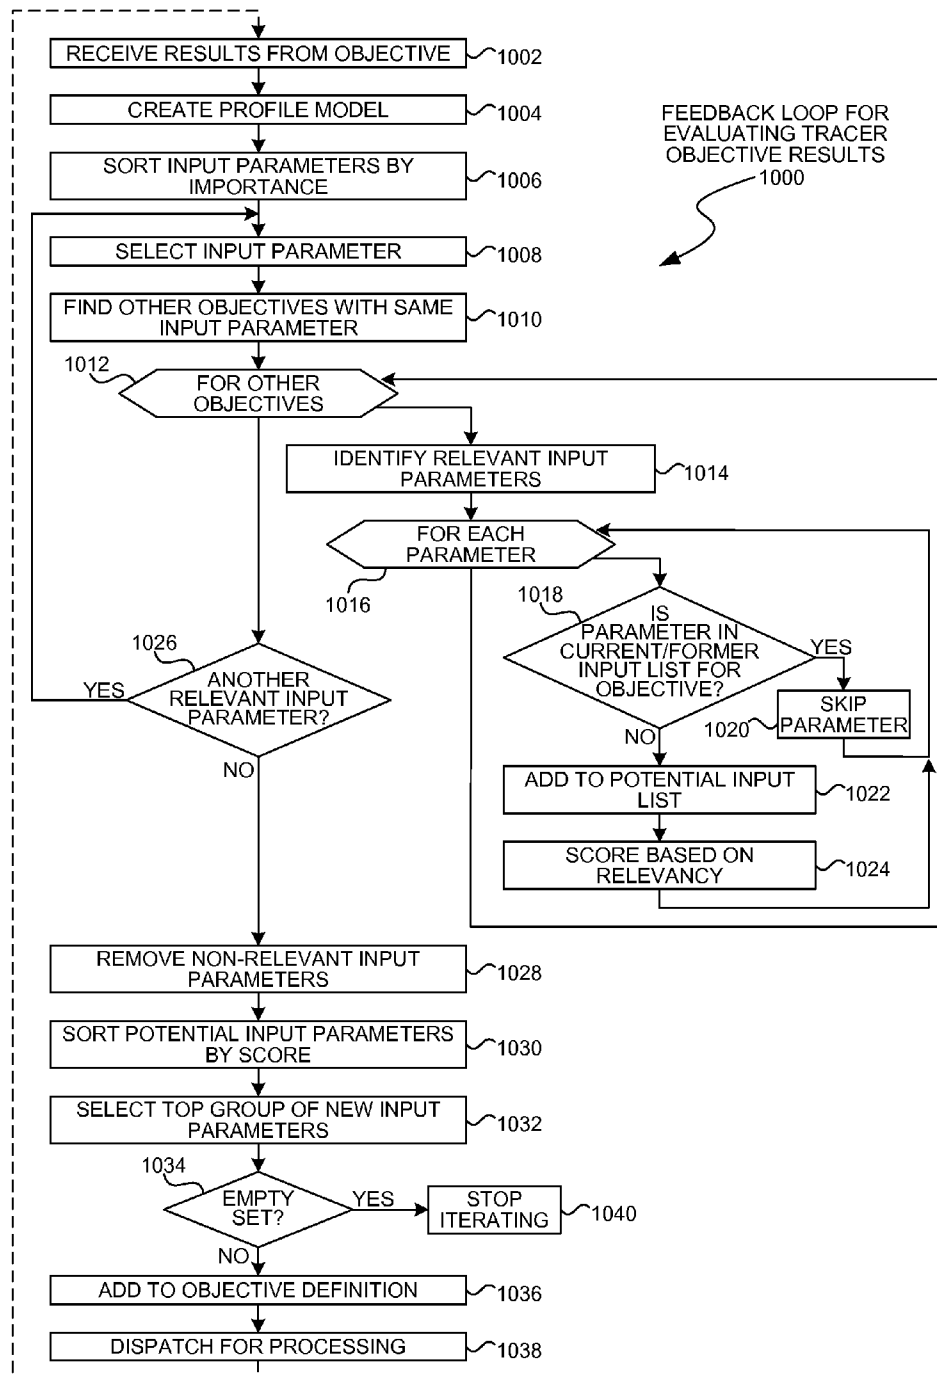 RECEIVE RESULTS FROM OBJECTIVE
1002
CREATE PROFILE MODEL
1004
SORT INPUT PARAMETERS BY
IMPORTANCE
1006
FEEDBACK LOOP FOR
EVALUATING TRACER
OBJECTIVE RESULTS
1000
SELECT INPUT PARAMETER
1008
FIND OTHER OBJECTIVES WITH SAME
INPUT PARAMETER
1010
1012
FOR OTHER
OBJECTIVES
IDENTIFY RELEVANT INPUT
PARAMETERS
1014
FOR EACH
PARAMETER
1016
1018
IS
PARAMETER IN
CURRENT/FORMER
INPUT LIST FOR
OBJECTIVE?
YES
SKIP
PARAMETER
1020
NO
ADD TO POTENTIAL INPUT
LIST
1022
SCORE BASED ON
RELEVANCY
1024
1026
ANOTHER
RELEVANT INPUT
PARAMETER?
YES
NO
REMOVE NON-RELEVANT INPUT
PARAMETERS
1028
SORT POTENTIAL INPUT PARAMETERS
BY SCORE
1030
SELECT TOP GROUP OF NEW INPUT
PARAMETERS
1032
1034
EMPTY
SET?
YES
STOP
ITERATING
1040
NO
ADD TO OBJECTIVE DEFINITION
1036
DISPATCH FOR PROCESSING
1038